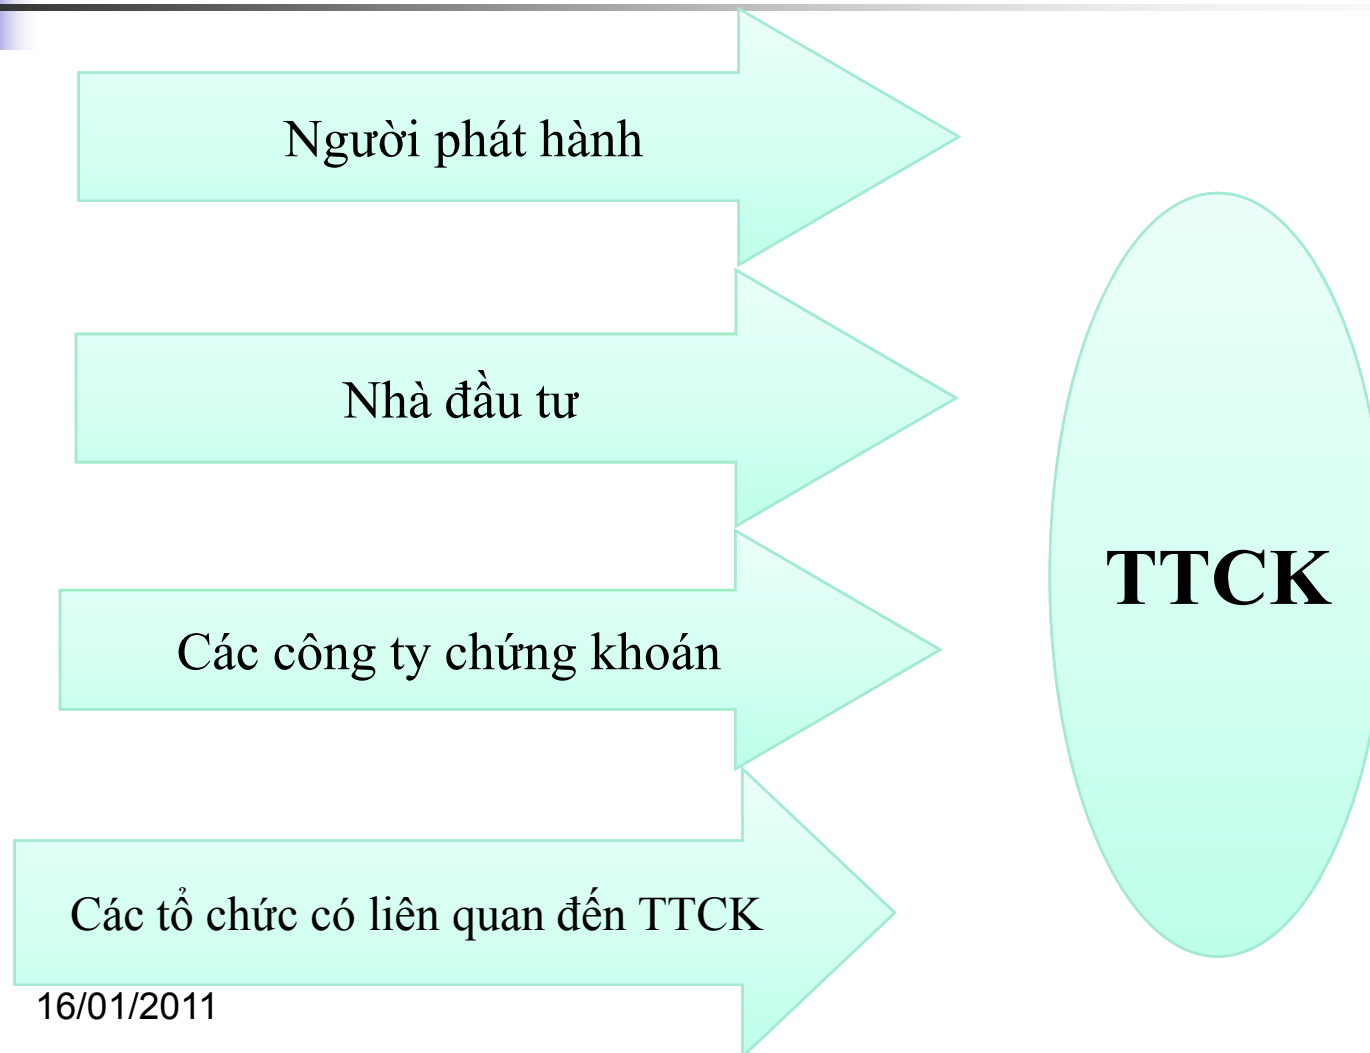 Người phát hành
Nhà đầu tư
Các công ty chứng khoán
TTCK
Các tổ chức có liên quan đến TTCK
16/01/2011